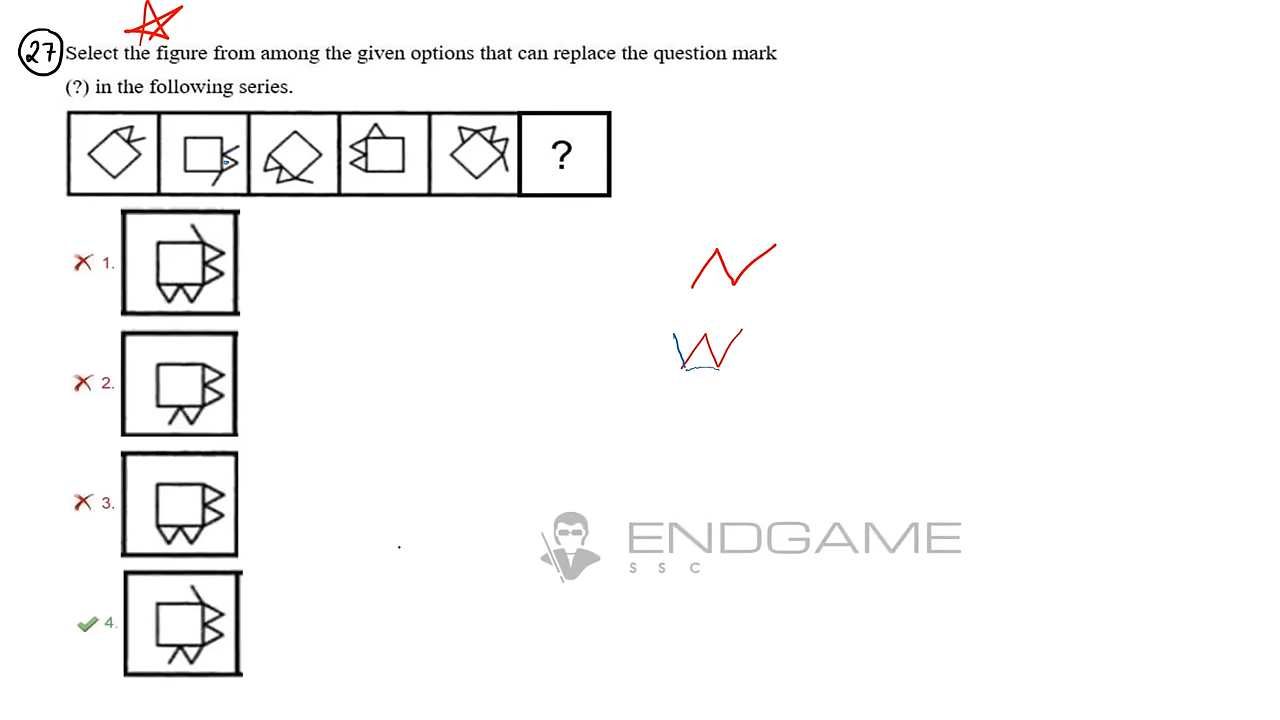 27
Select the figure from among the given options that can replace the question mark
(?) in the following series.
?
1.
2.
3.
4.
ENDGAME
S S C